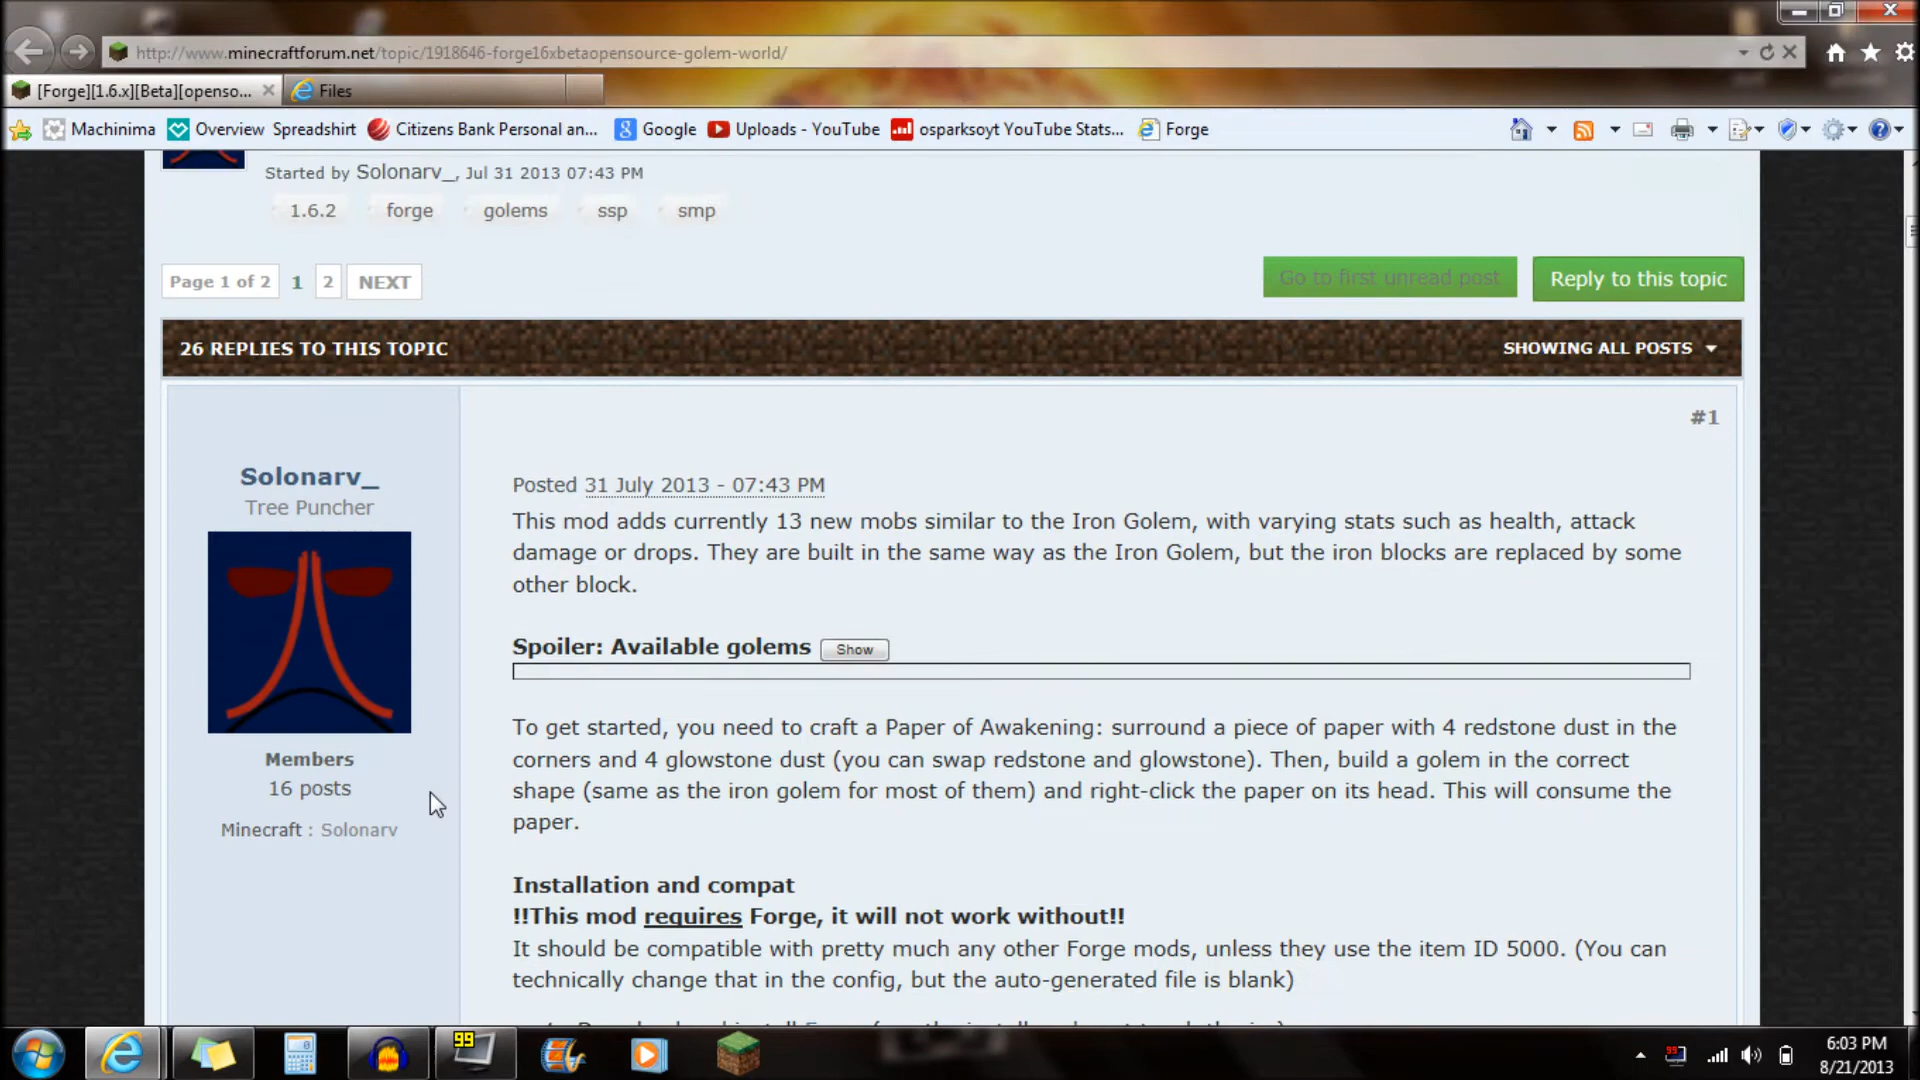 http://www.minecraftforum.net/topic/1918646-forge16xbetaopensource-golem-world/
[Forge][1.6.x][Beta][openso...
Files
Machinima
Overview
Spreadshirt
Citizens Bank Personal an...
Google
Uploads - YouTube
osparksoyt YouTube Stats...
Forge
Started by Solonarv_, Jul 31 2013 07:43 PM
1.6.2 forge golems ssp smp
Page 1 of 2 1 2 NEXT
Go to first unread post
Reply to this topic
26 REPLIES TO THIS TOPIC
SHOWING ALL POSTS
#1
Solonarv_
Tree Puncher
Members
16 posts
Minecraft : Solonarv
Posted 31 July 2013 - 07:43 PM
This mod adds currently 13 new mobs similar to the Iron Golem, with varying stats such as health, attack
damage or drops. They are built in the same way as the Iron Golem, but the iron blocks are replaced by some
other block.
Spoiler: Available golems Show
To get started, you need to craft a Paper of Awakening: surround a piece of paper with 4 redstone dust in the
corners and 4 glowstone dust (you can swap redstone and glowstone). Then, build a golem in the correct
shape (same as the iron golem for most of them) and right-click the paper on its head. This will consume the
paper.
Installation and compat
!!This mod requires Forge, it will not work without!!
It should be compatible with pretty much any other Forge mods, unless they use the item ID 5000. (You can
technically change that in the config, but the auto-generated file is blank)
99
6:03 PM
8/21/2013